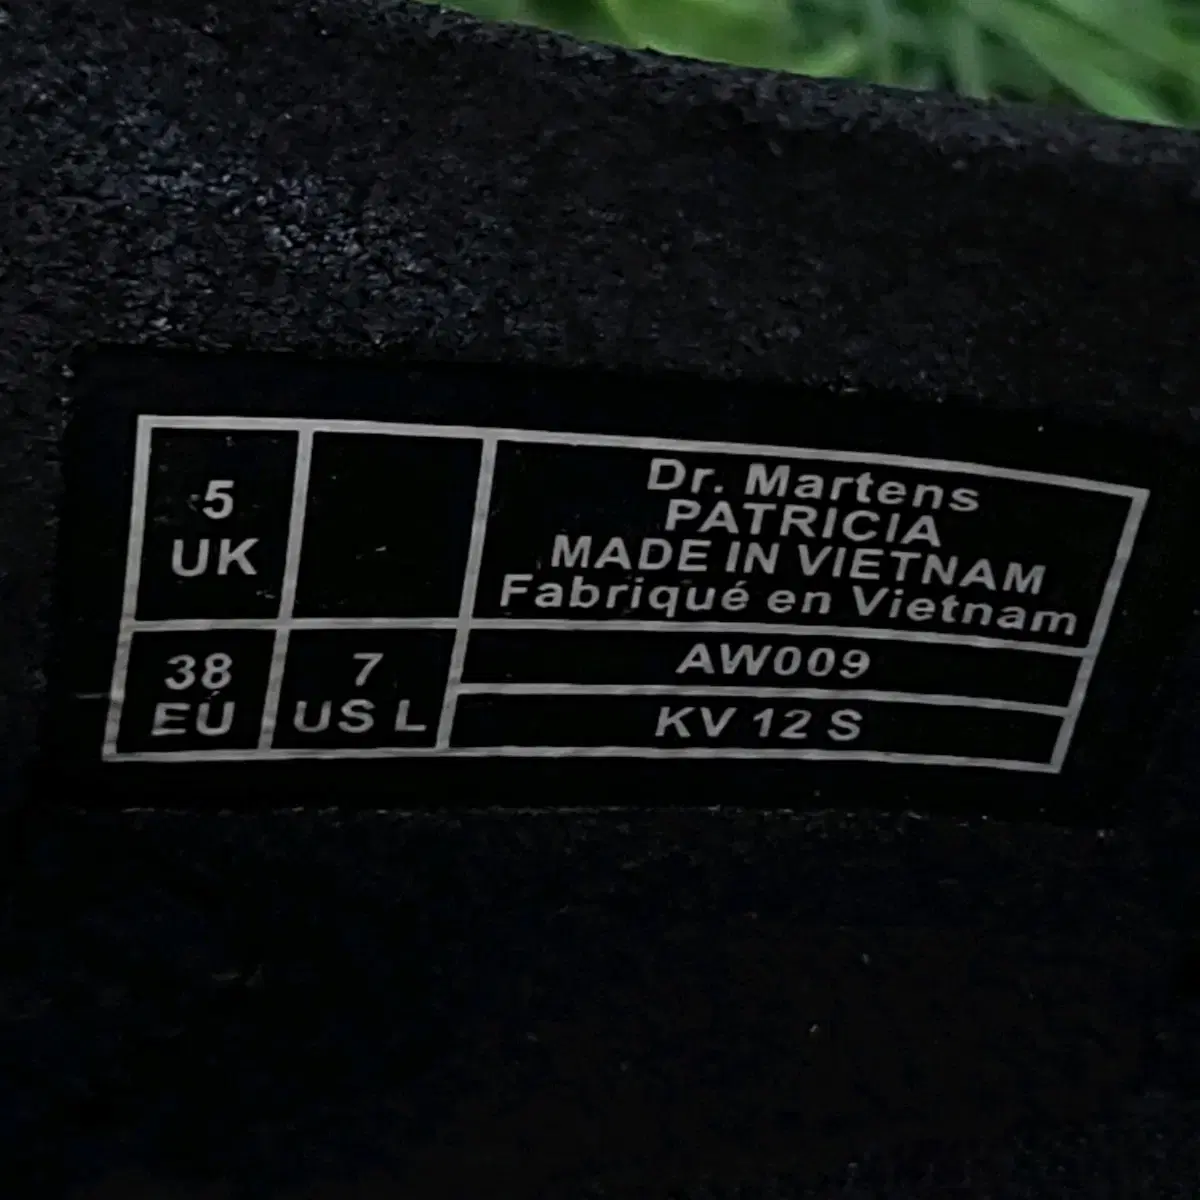 5
UK
38
EU
7
US L
Dr. Martens
PATRICIA
MADE IN VIETNAM
Fabriqué en Vietnam
AW009
KV 12 S